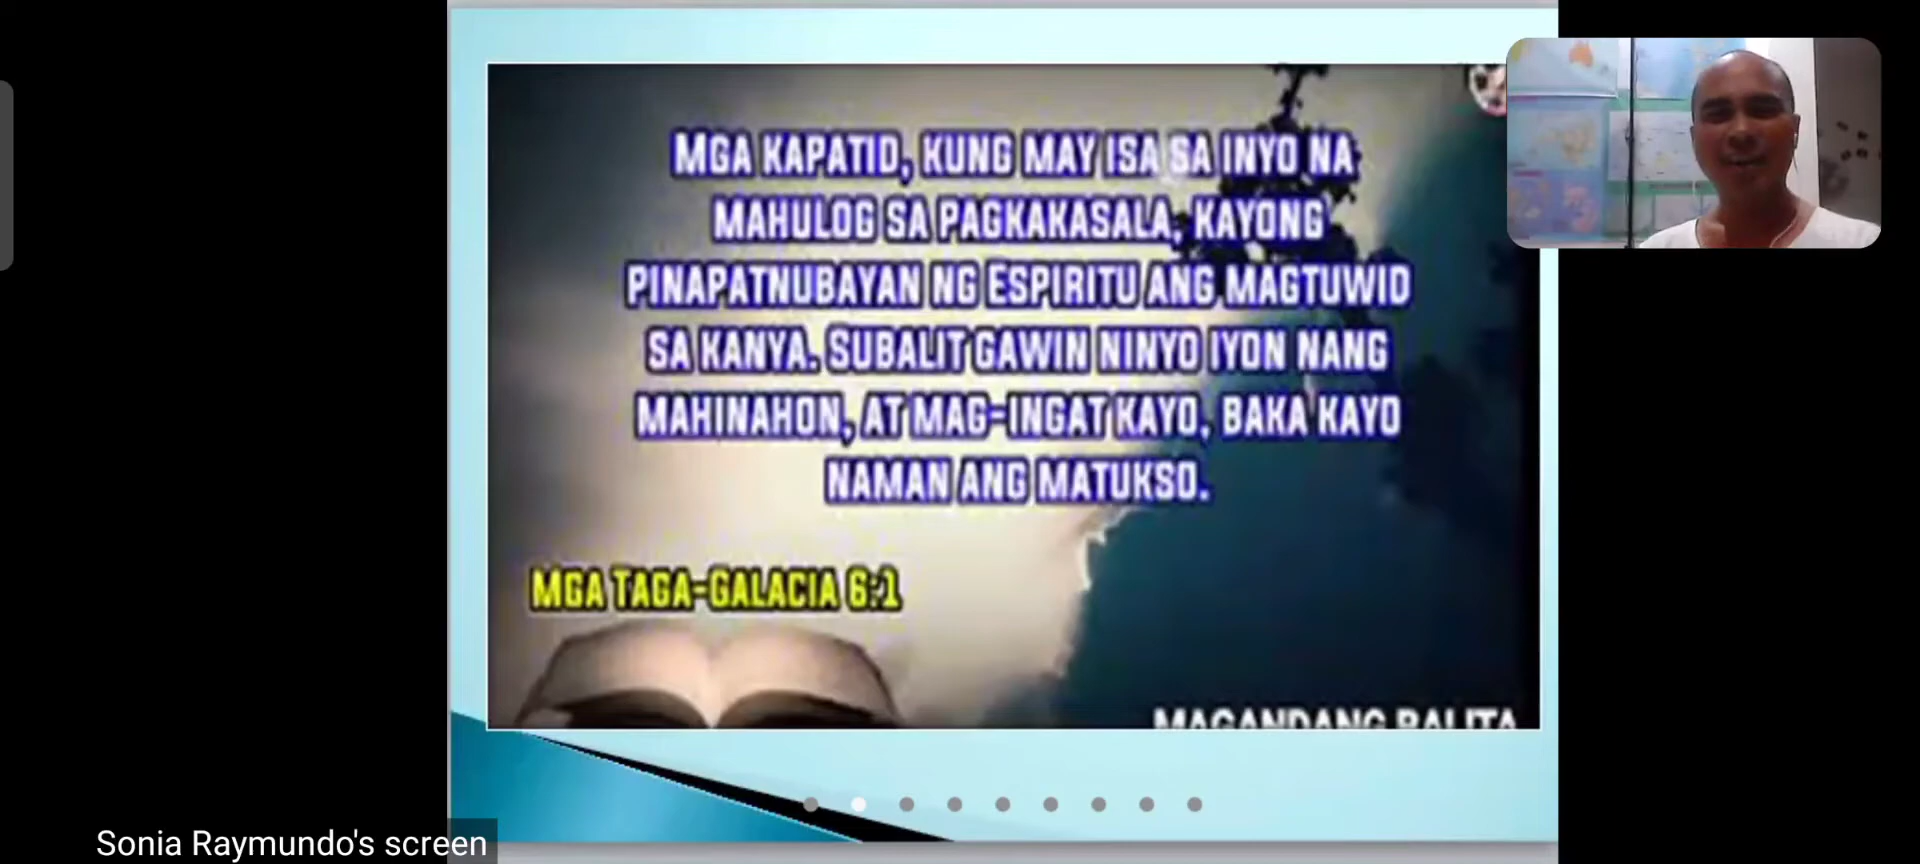 Mga kapatid, kung may isa sa inyo na
mahulog sa pagkakasala, kayong
pinapatnubayan ng Espiritu ang magtuwid
sa kanya. Subalit gawin ninyo iyon nang
mahinahon, at mag-ingat kayo, baka kayo
naman ang matukso.
Mga Taga-Galacia 6:1
MAGANDANG BALITA
Sonia Raymundo's screen